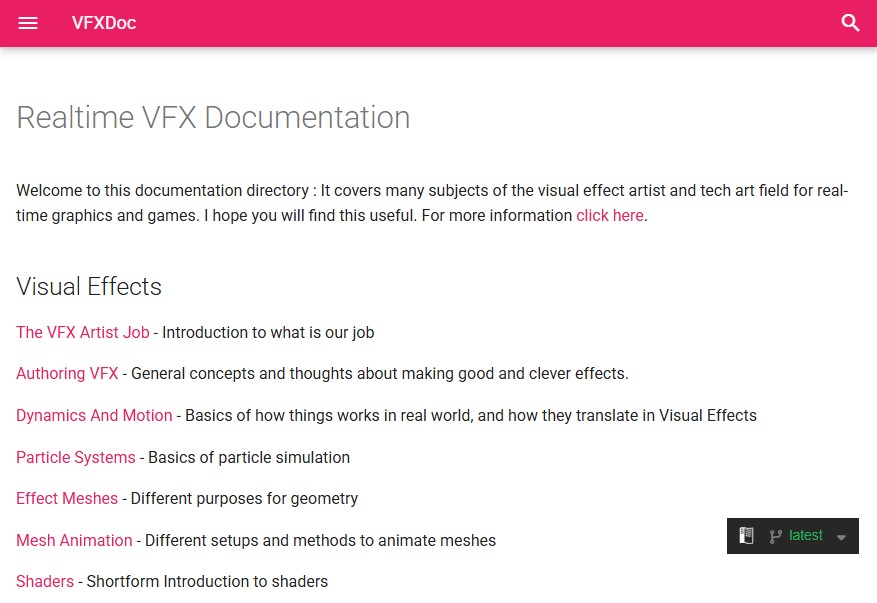 VFXDoc
Realtime VFX Documentation
Welcome to this documentation directory : It covers many subjects of the visual effect artist and tech art field for real-
time graphics and games. I hope you will find this useful. For more information click here.
Visual Effects
The VFX Artist Job - Introduction to what is our job
Authoring VFX - General concepts and thoughts about making good and clever effects.
Dynamics And Motion - Basics of how things works in real world, and how they translate in Visual Effects
Particle Systems - Basics of particle simulation
Effect Meshes - Different purposes for geometry
Mesh Animation - Different setups and methods to animate meshes
latest
Shaders - Shortform Introduction to shaders